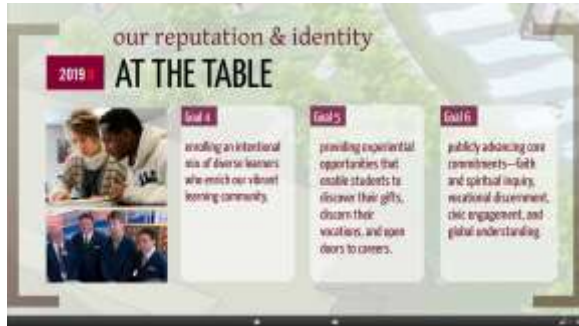 our reputation & identity
2019
AT THE TABLE
Goal 4
enrolling an intentional
mix of diverse learners
who enrich our vibrant
learning community.
Goal 5
providing experiential
opportunities that
enable students to
discover their gifts,
discern their
vocations, and open
doors to careers.
Goal 6
publicly advancing core
commitments—faith
and spiritual inquiry,
vocational discernment,
civic engagement, and
global understanding.